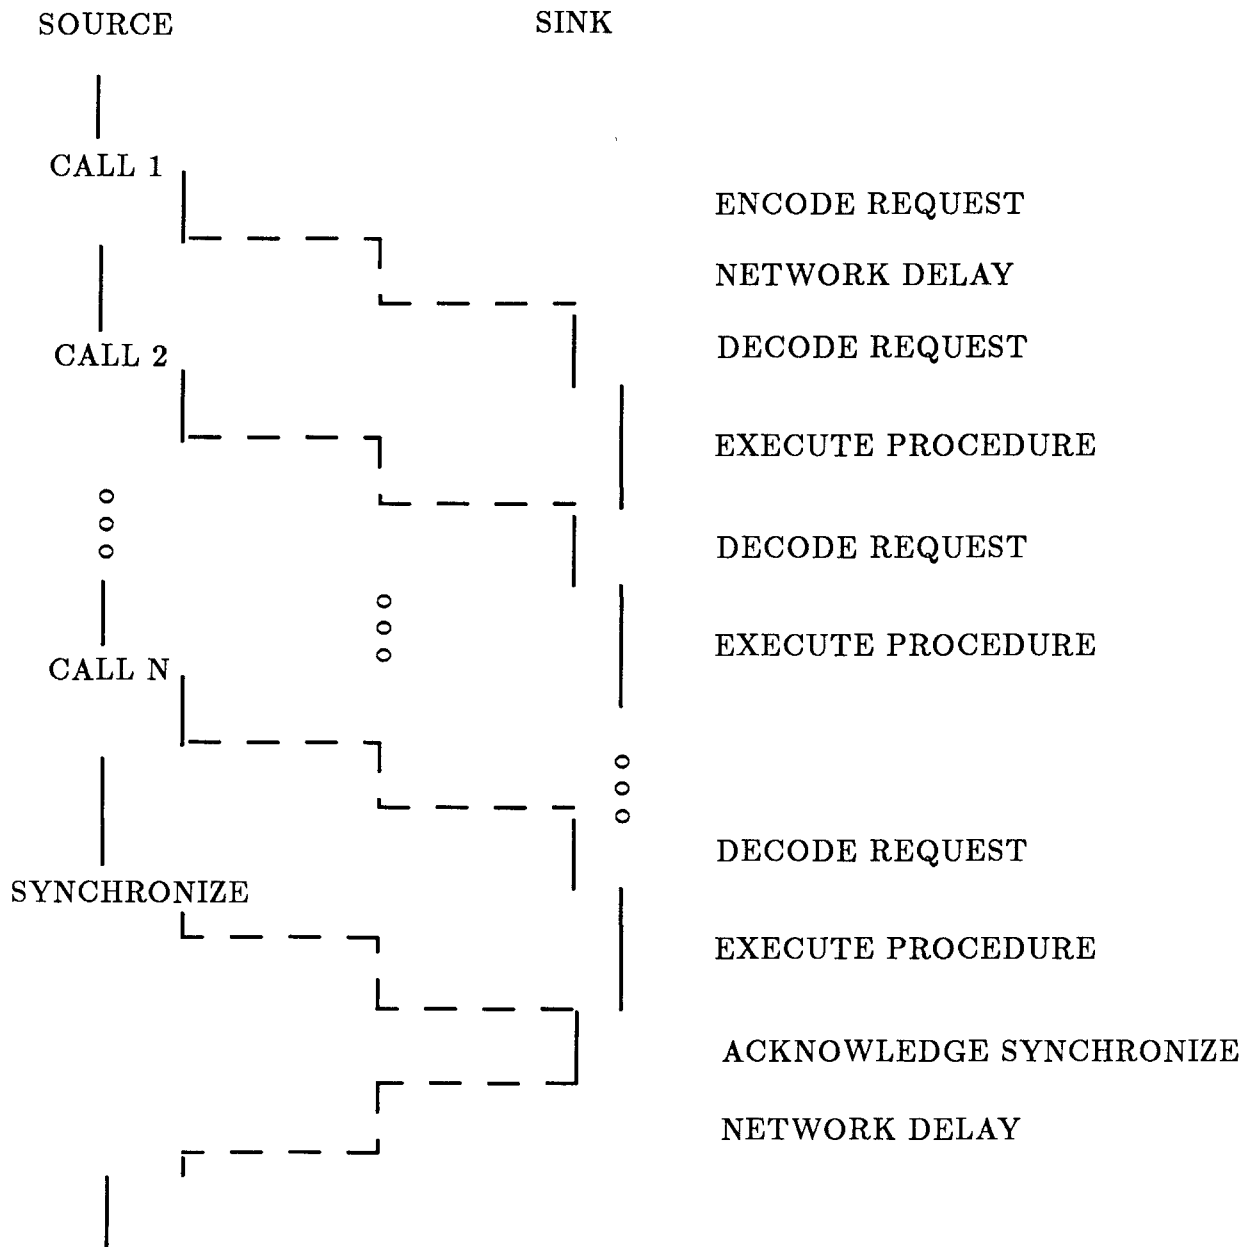 SOURCE SINK
CALL 1
ENCODE REQUEST
NETWORK DELAY
DECODE REQUEST
CALL 2
EXECUTE PROCEDURE
DECODE REQUEST
EXECUTE PROCEDURE
CALL N
DECODE REQUEST
SYNCHRONIZE
EXECUTE PROCEDURE
ACKNOWLEDGE SYNCHRONIZE
NETWORK DELAY